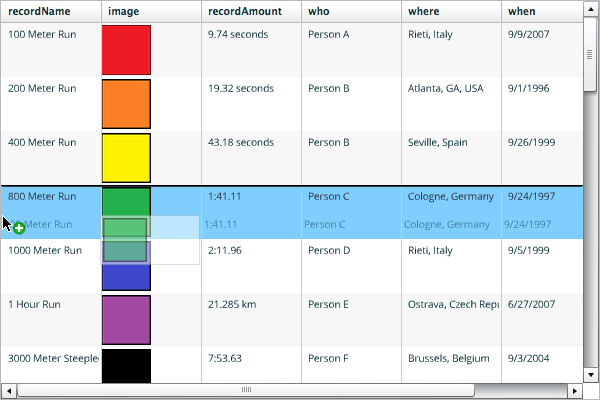 recordName image recordAmount who where when
100 Meter Run 9.74 seconds Person A Rieti, Italy 9/9/2007
200 Meter Run 19.32 seconds Person B Atlanta, GA, USA 9/1/1996
400 Meter Run 43.18 seconds Person B Seville, Spain 9/26/1999
800 Meter Run 1:41.11 Person C Cologne, Germany 9/24/1997
Meter Run 1:41.11 Person C Cologne, Germany 9/24/1997
1000 Meter Run 2:11.96 Person D Rieti, Italy 9/5/1999
1 Hour Run 21.285 km Person E Ostrava, Czech Repu 6/27/2007
3000 Meter Steeple 7:53.63 Person F Brussels, Belgium 9/3/2004